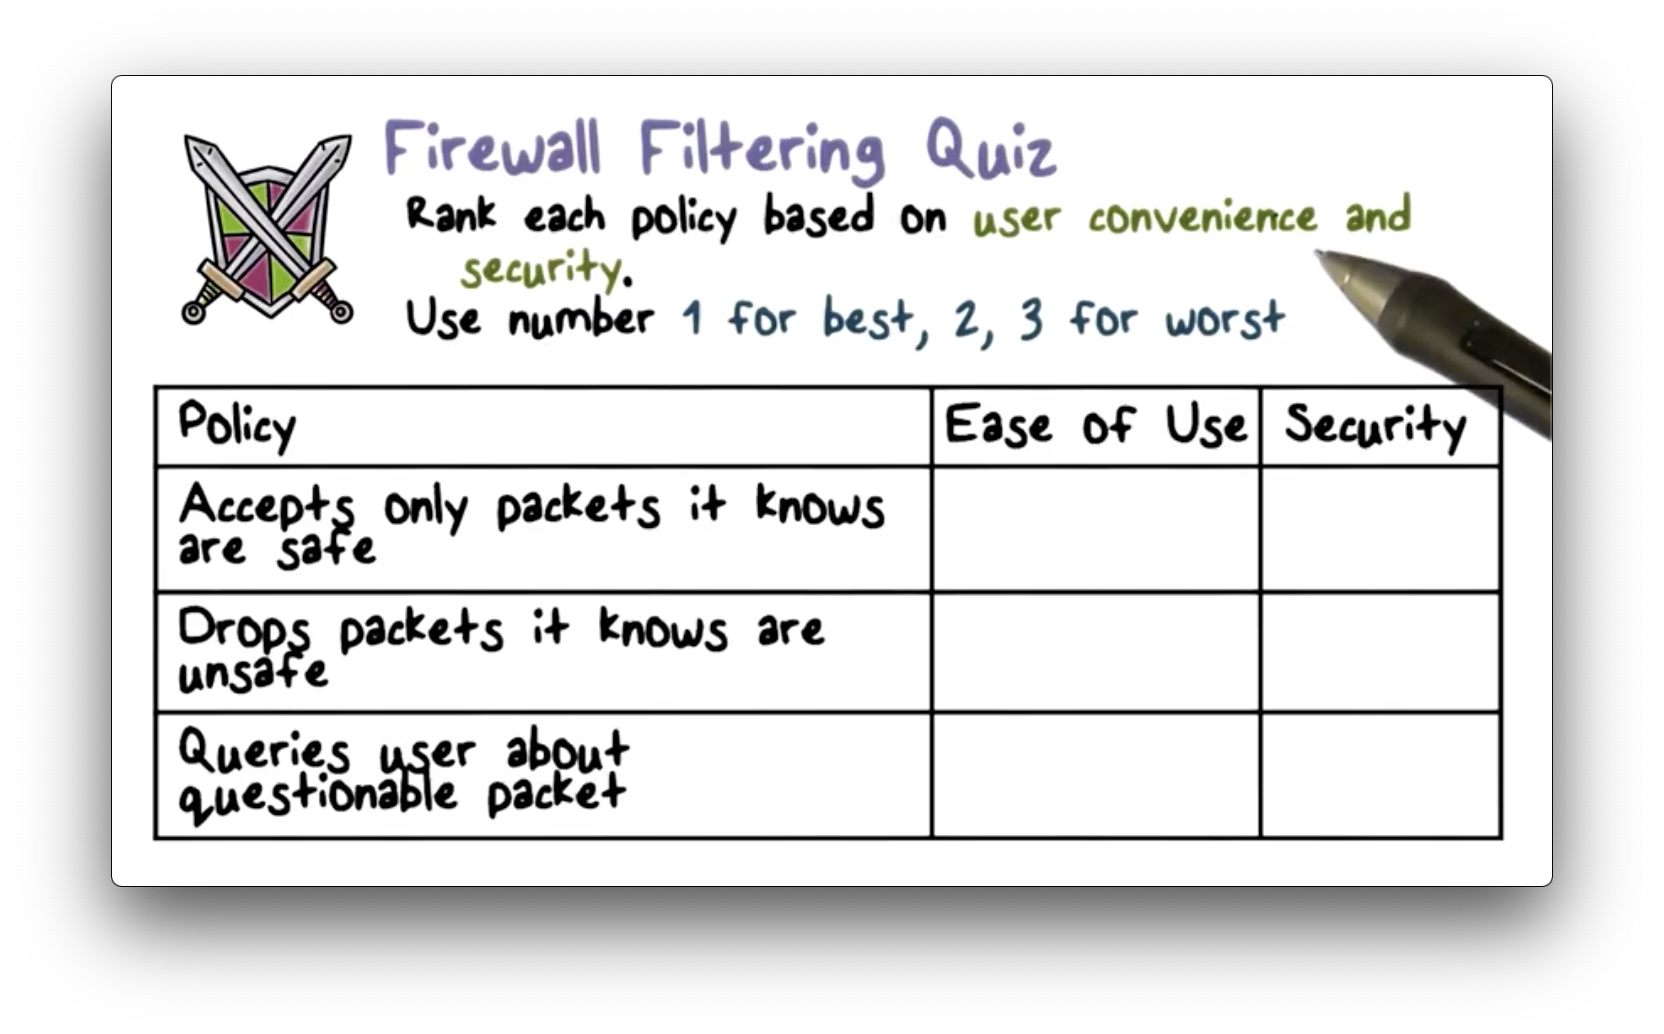 Firewall Filtering Quiz
Rank each policy based on user convenience and
security.
Use number 1 for best, 2, 3 for worst
Policy
Ease of Use
Security
Accepts only packets it knows
are safe
Drops packets it knows are
unsafe
Queries user about
questionable packet